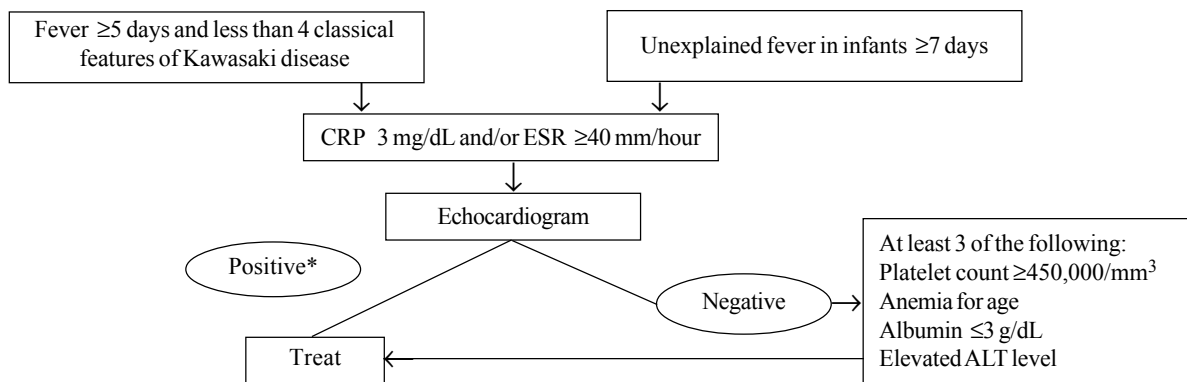 Fever ≥5 days and less than 4 classical
features of Kawasaki disease
Unexplained fever in infants ≥7 days
CRP 3 mg/dL and/or ESR ≥40 mm/hour
Echocardiogram
Positive*
Negative
At least 3 of the following:
Platelet count ≥450,000/mm³
Anemia for age
Albumin ≤3 g/dL
Elevated ALT level
Treat